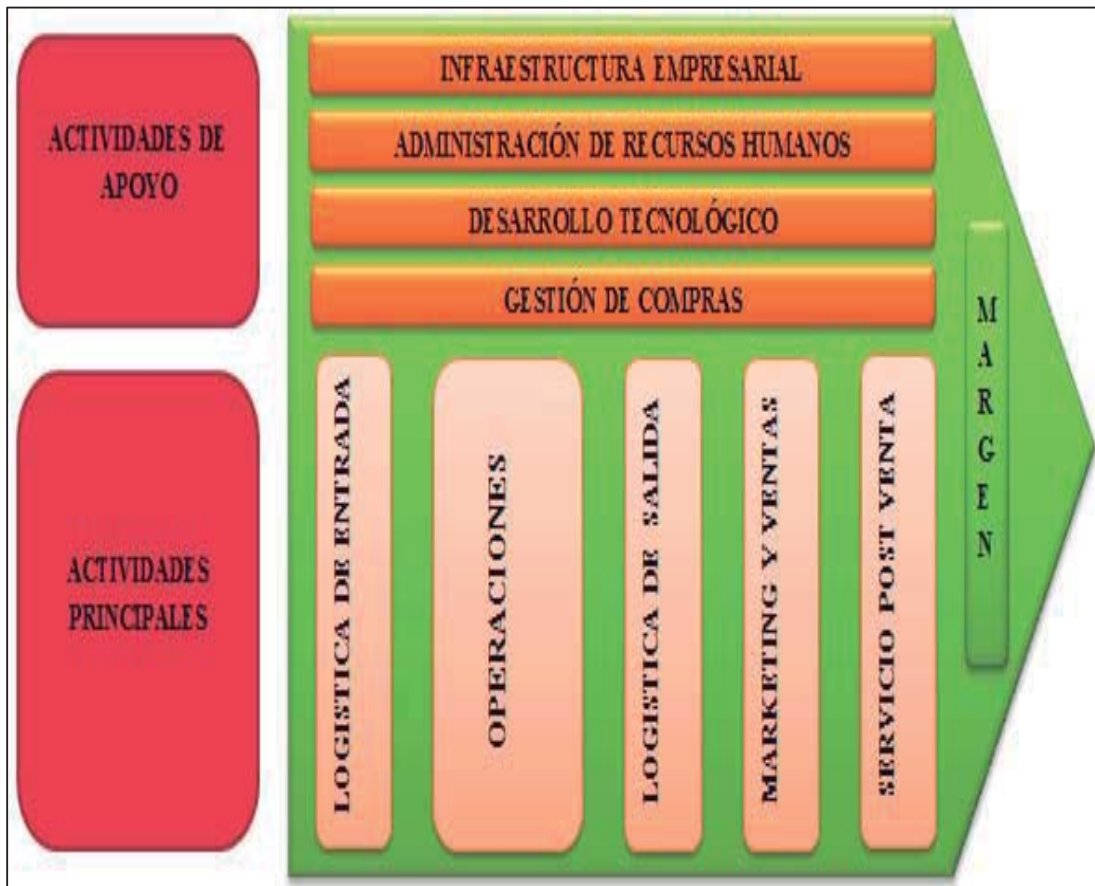 ACTIVIDADES DE
APOYO
INFRAESTRUCTURA EMPRESARIAL
ADMINISTRACIÓN DE RECURSOS HUMANOS
DESARROLLO TECNOLÓGICO
GESTIÓN DE COMPRAS
ACTIVIDADES
PRINCIPALES
LOGISTICA DE ENTRADA
OPERACIONES
LOGISTICA DE SALIDA
MARKETING Y VENTAS
SERVICIO POST VENTA
MARGEN